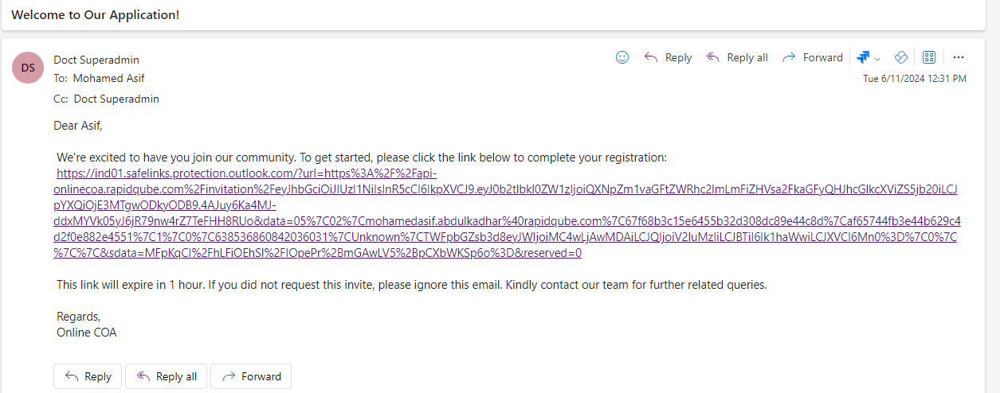 Welcome to Our Application!
DS
Doct Superadmin
Reply
Reply all
Forward
To: Mohamed Asif
Tue 6/11/2024 12:31 PM
Cc: Doct Superadmin
Dear Asif,
We're excited to have you join our community. To get started, please click the link below to complete your registration:
https://ind01.safelinks.protection.outlook.com/?url=https%3A%2F%2Fapi-
onlinecoa.rapidqube.com%2Finvitation%2FeyJhbGciOiJIUzI1NiIsInR5cCI6IkpXVCJ9.eyJ0b2tlbkl0ZW1zIjoiQXNpZm1vaGFtZWRhc2lmLmFiZHVsa2FkaGFyQHJhcGlkcXViZS5jb20iLCJ
pYXQiOjE3MTgwODkyODB9.4AJuy6Ka4MJ-
ddxMYVk05yJ6jR79nw4rZ7TeFHH8RUo&data=05%7C02%7Cmohamedasif.abdulkadhar%40rapidqube.com%7C67f68b3c15e6455b32d308dc89e44c8d%7Caf65744fb3e44b629c4
d2f0e882e4551%7C1%7C0%7C638536860842036031%7CUnknown%7CTWFpbGZsb3d8eyJWIjoiMC4wLjAwMDAiLCJQIjoiV2luMzIiLCJBTiI6Ik1haWwiLCJXVCI6Mn0%3D%7C0%7C
%7C%7C&sdata=MFpKqCl%2FhLFiOEhSI%2FIOpePr%2BmGAwLV5%2BpCXbWKSp6o%3D&reserved=0
This link will expire in 1 hour. If you did not request this invite, please ignore this email. Kindly contact our team for further related queries.
Regards,
Online COA
Reply
Reply all
Forward